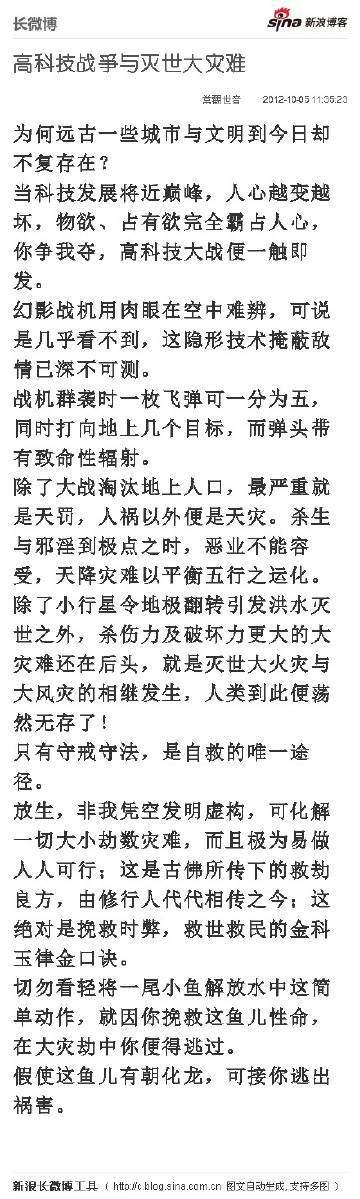 长微博
sina 新浪博客
高科技战爭与灭世大灾难
2012-10-05 11:35:23
为何远古一些城市与文明到今日却
不复存在？
当科技发展将近巅峰，人心越变越
坏，物欲、占有欲完全霸占人心，
你争我夺，高科技大战便一触即
发。
幻影战机用肉眼在空中难辨，可说
是几乎看不到，这隐形技术掩蔽敌
情已深不可测。
战机群袭时一枚飞弹可一分为五，
同时打向地上几个目标，而弹头带
有致命性辐射。
除了大战淘汰地上人口，最严重就
是天罚，人祸以外便是天灾。杀生
与邪淫到极点之时，恶业不能容
受，天降灾难以平衡五行之运化。
除了小行星令地极翻转引发洪水灭
世之外，杀伤力及破坏力更大的大
灾难还在后头，就是灭世大火灾与
大风灾的相继发生，人类到此便荡
然无存了！
只有守戒守法，是自救的唯一途
径。
放生，非我凭空发明虚构，可化解
一切大小劫数灾难，而且极为易做
人人可行；这是古佛所传下的救劫
良方，由修行人代代相传之今；这
绝对是挽救时弊，救世救民的金科
玉律金口诀。
切勿看轻将一尾小鱼解放水中这简
单动作，就因你挽救这鱼儿性命，
在大灾劫中你便得逃过。
假使这鱼儿有朝化龙，可接你逃出
祸害。
新浪长微博工具（ http://c.blog.sina.com.cn 图文自动生成,支持多图 ）